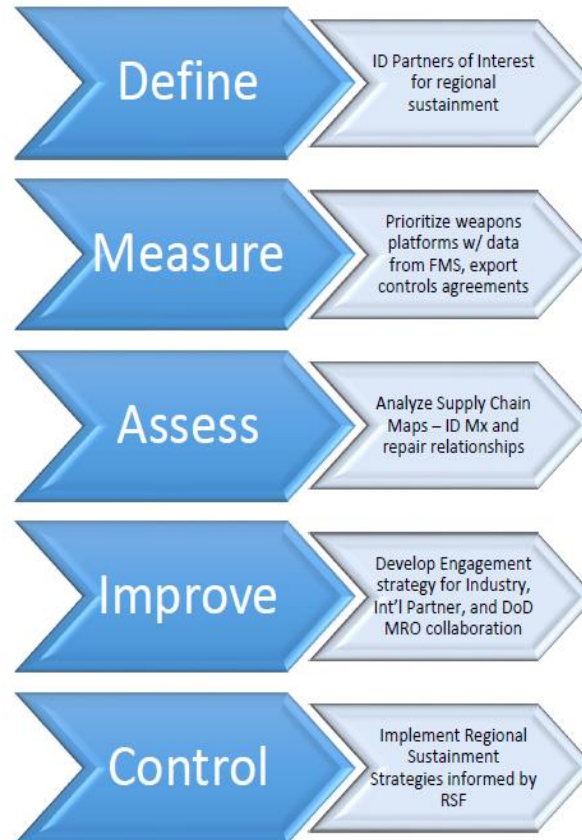 Define
ID Partners of Interest
for regional
sustainment
Measure
Prioritize weapons
platforms w/ data
from FMS, export
controls agreements
Assess
Analyze Supply Chain
Maps – ID Mx and
repair relationships
Improve
Develop Engagement
strategy for Industry,
Int'l Partner, and DoD
MRO collaboration
Control
Implement Regional
Sustainment
Strategies informed by
RSF